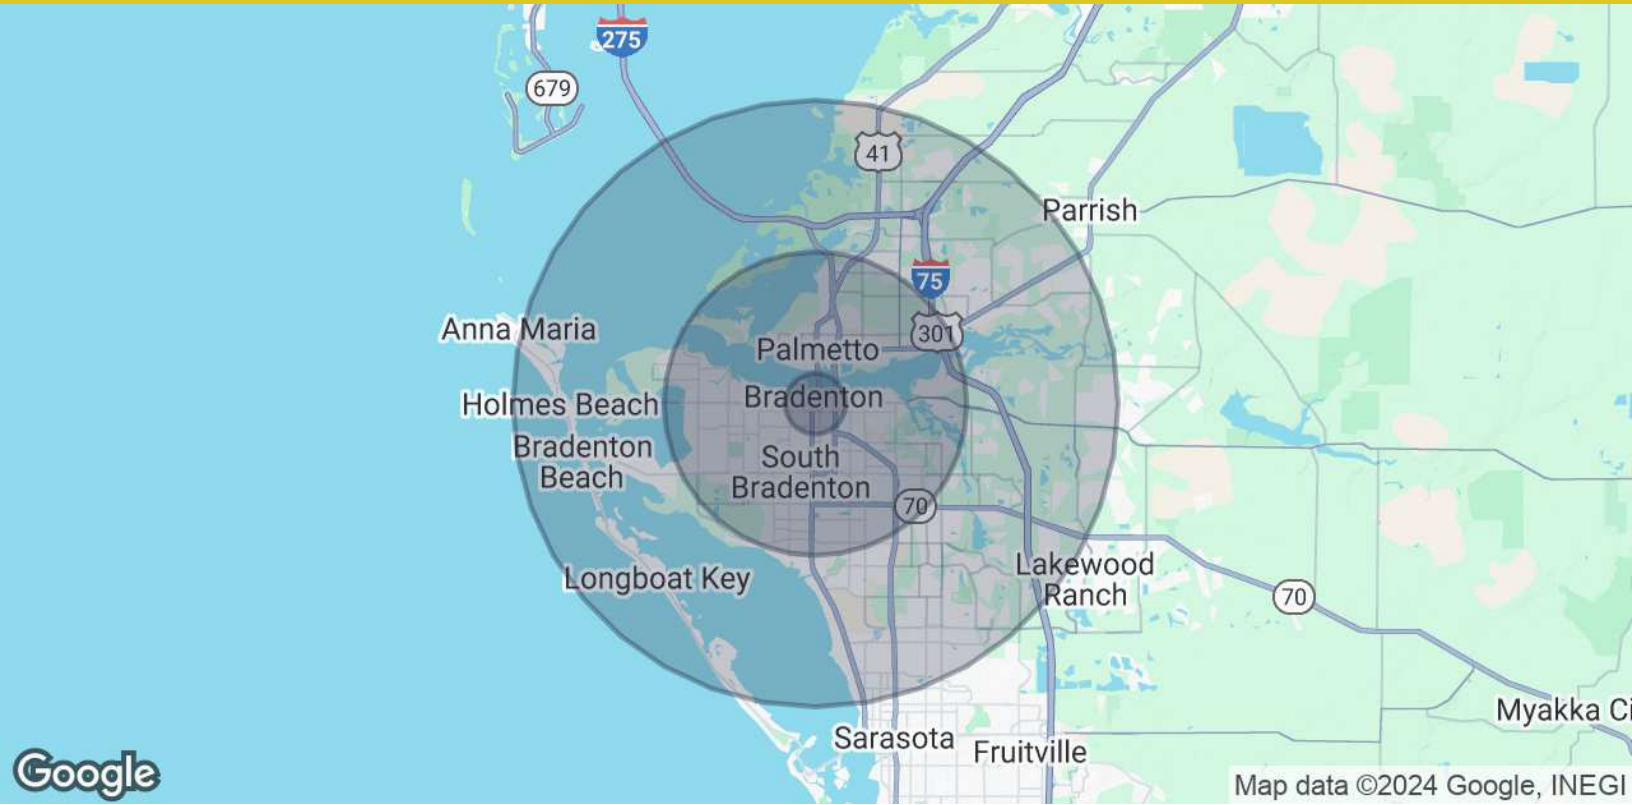 275
679
41
Parrish
75
Anna Maria
301
Palmetto
Bradenton
Holmes Beach
Bradenton
Beach
South
Bradenton
70
Lakewood
Ranch
Longboat Key
70
Myakka Ci
Sarasota
Fruitville
Google
Map data ©2024 Google, INEGI